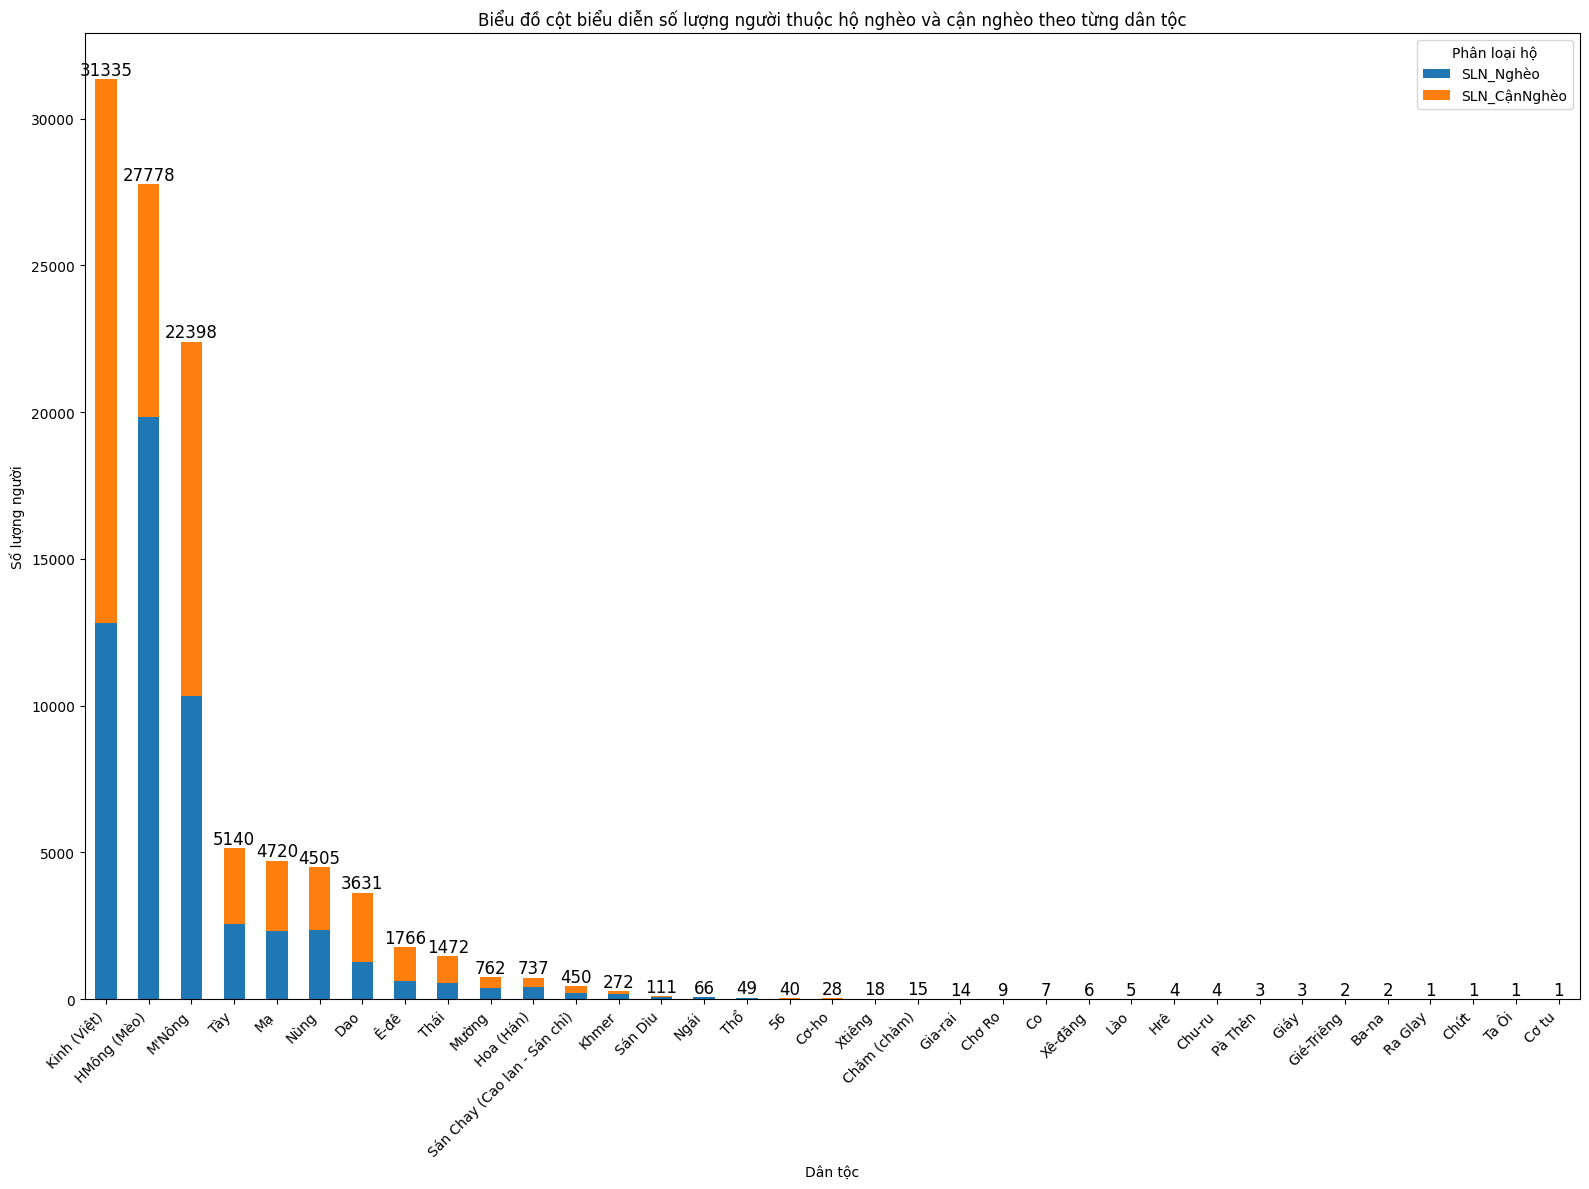 Biểu đồ cột biểu diễn số lượng người thuộc hộ nghèo và cận nghèo theo từng dân tộc
Phân loại hộ
SLN_Nghèo
SLN_CậnNghèo
Số lượng người
30000
25000
20000
15000
10000
5000
0
31335
27778
22398
5140
4720
4505
3631
1766
1472
762
737
450
272
111
66
49
40
28
18
15
14
9
7
6
5
4
4
3
3
2
2
1
1
1
1
Kinh (Việt)
HMông (Mèo)
M'Nông
Tày
Mạ
Nùng
Dao
Ê-đê
Thái
Mường
Hoa (Hán)
Sán Chay (Cao lan - Sán chỉ)
Khmer
Sán Dìu
Ngái
Thổ
56
Cơ-ho
Xtiêng
Chăm (chàm)
Gia-rai
Chơ Ro
Co
Xê-đăng
Lào
Hrê
Chu-ru
Pà Thẻn
Giáy
Gié-Triêng
Ba-na
Ra Glay
Chứt
Ta Ôi
Cơ tu
Dân tộc